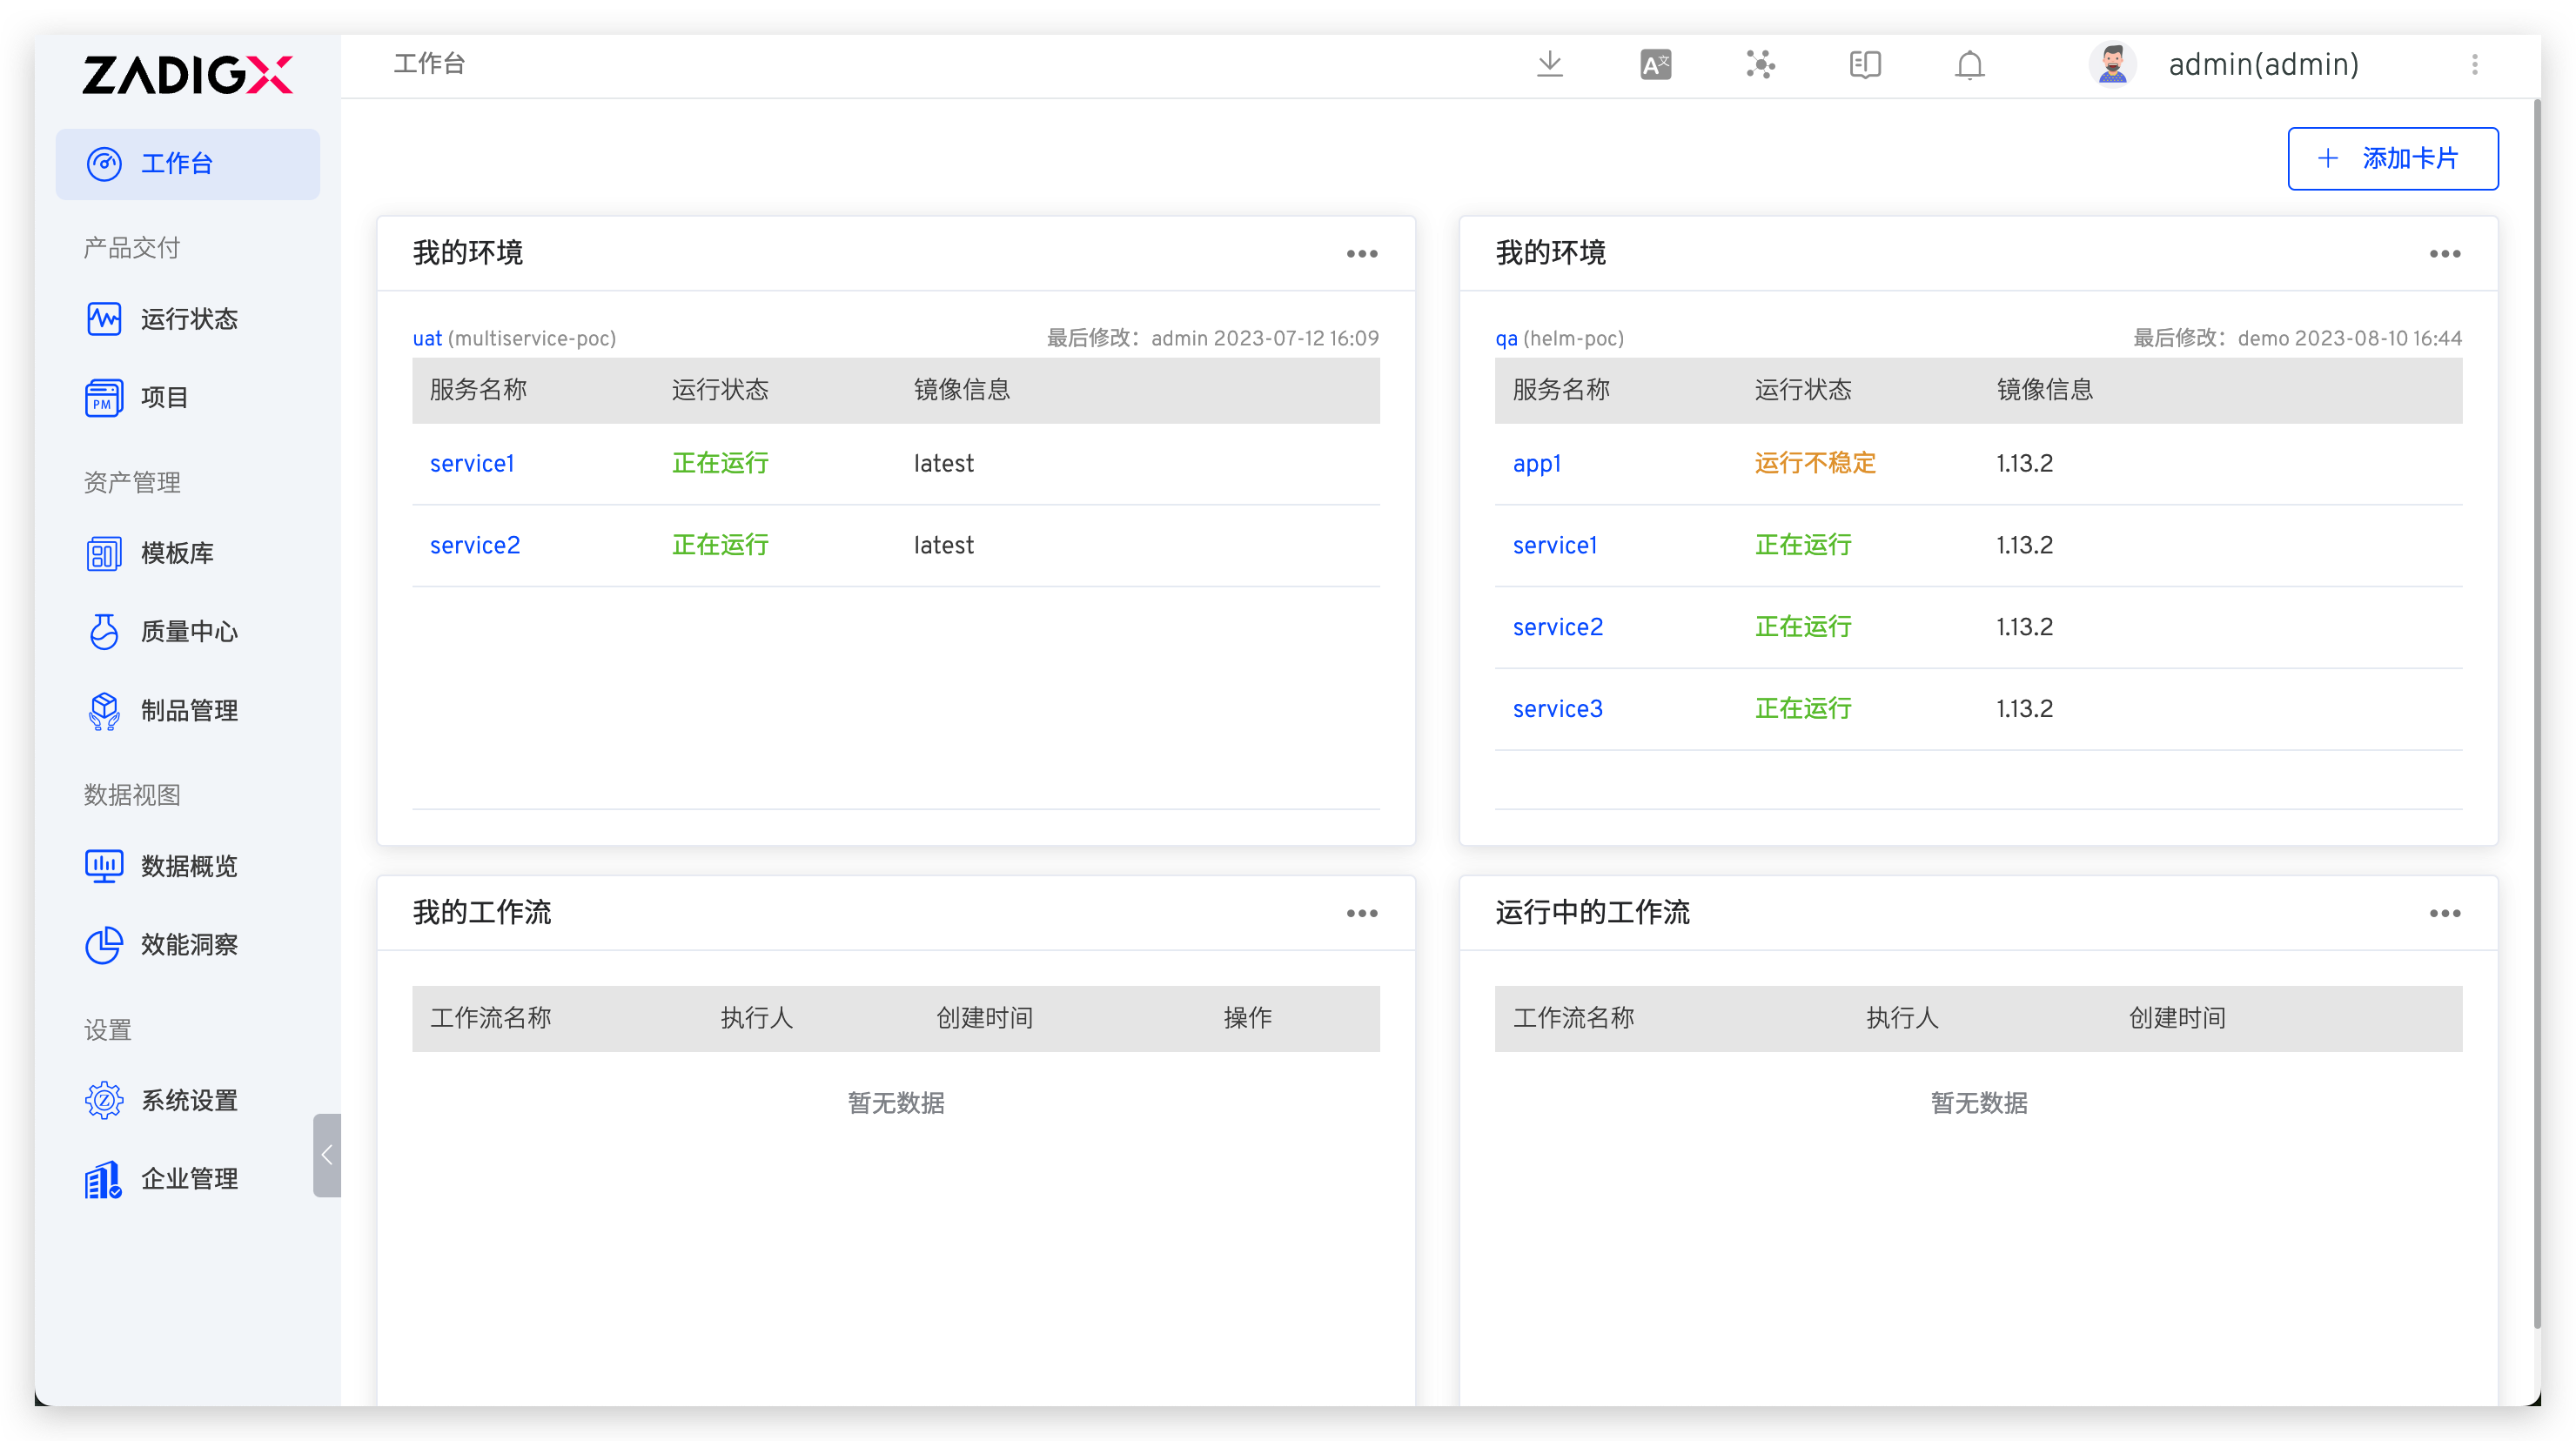 ZADIGX
工作台
admin(admin)
工作台
产品交付
运行状态
PM
项目
资产管理
模板库
质量中心
制品管理
数据视图
数据概览
效能洞察
设置
Z
系统设置
企业管理
A文
+ 添加卡片
我的环境
uat (multiservice-poc) 最后修改：admin 2023-07-12 16:09
服务名称 运行状态 镜像信息
service1 正在运行 latest
service2 正在运行 latest
我的环境
qa (helm-poc) 最后修改：demo 2023-08-10 16:44
服务名称 运行状态 镜像信息
app1 运行不稳定 1.13.2
service1 正在运行 1.13.2
service2 正在运行 1.13.2
service3 正在运行 1.13.2
我的工作流
工作流名称 执行人 创建时间 操作
暂无数据
运行中的工作流
工作流名称 执行人 创建时间
暂无数据